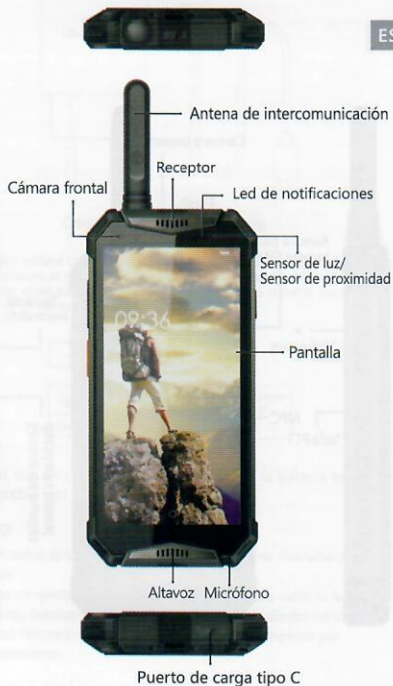 ES
Antena de intercomunicación
Receptor
Cámara frontal
Led de notificaciones
Sensor de luz/
Sensor de proximidad
09:36
Pantalla
Altavoz Micrófono
Puerto de carga tipo C